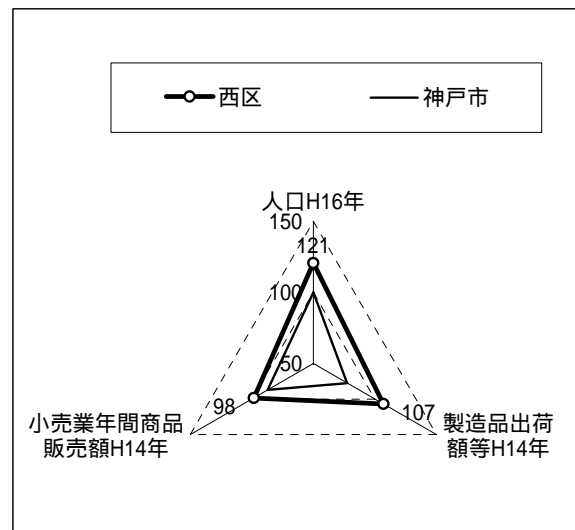 西区
神戸市
人口H16年
150
121
100
50
98
107
小売業年間商品
販売額H14年
製造品出荷
額等H14年